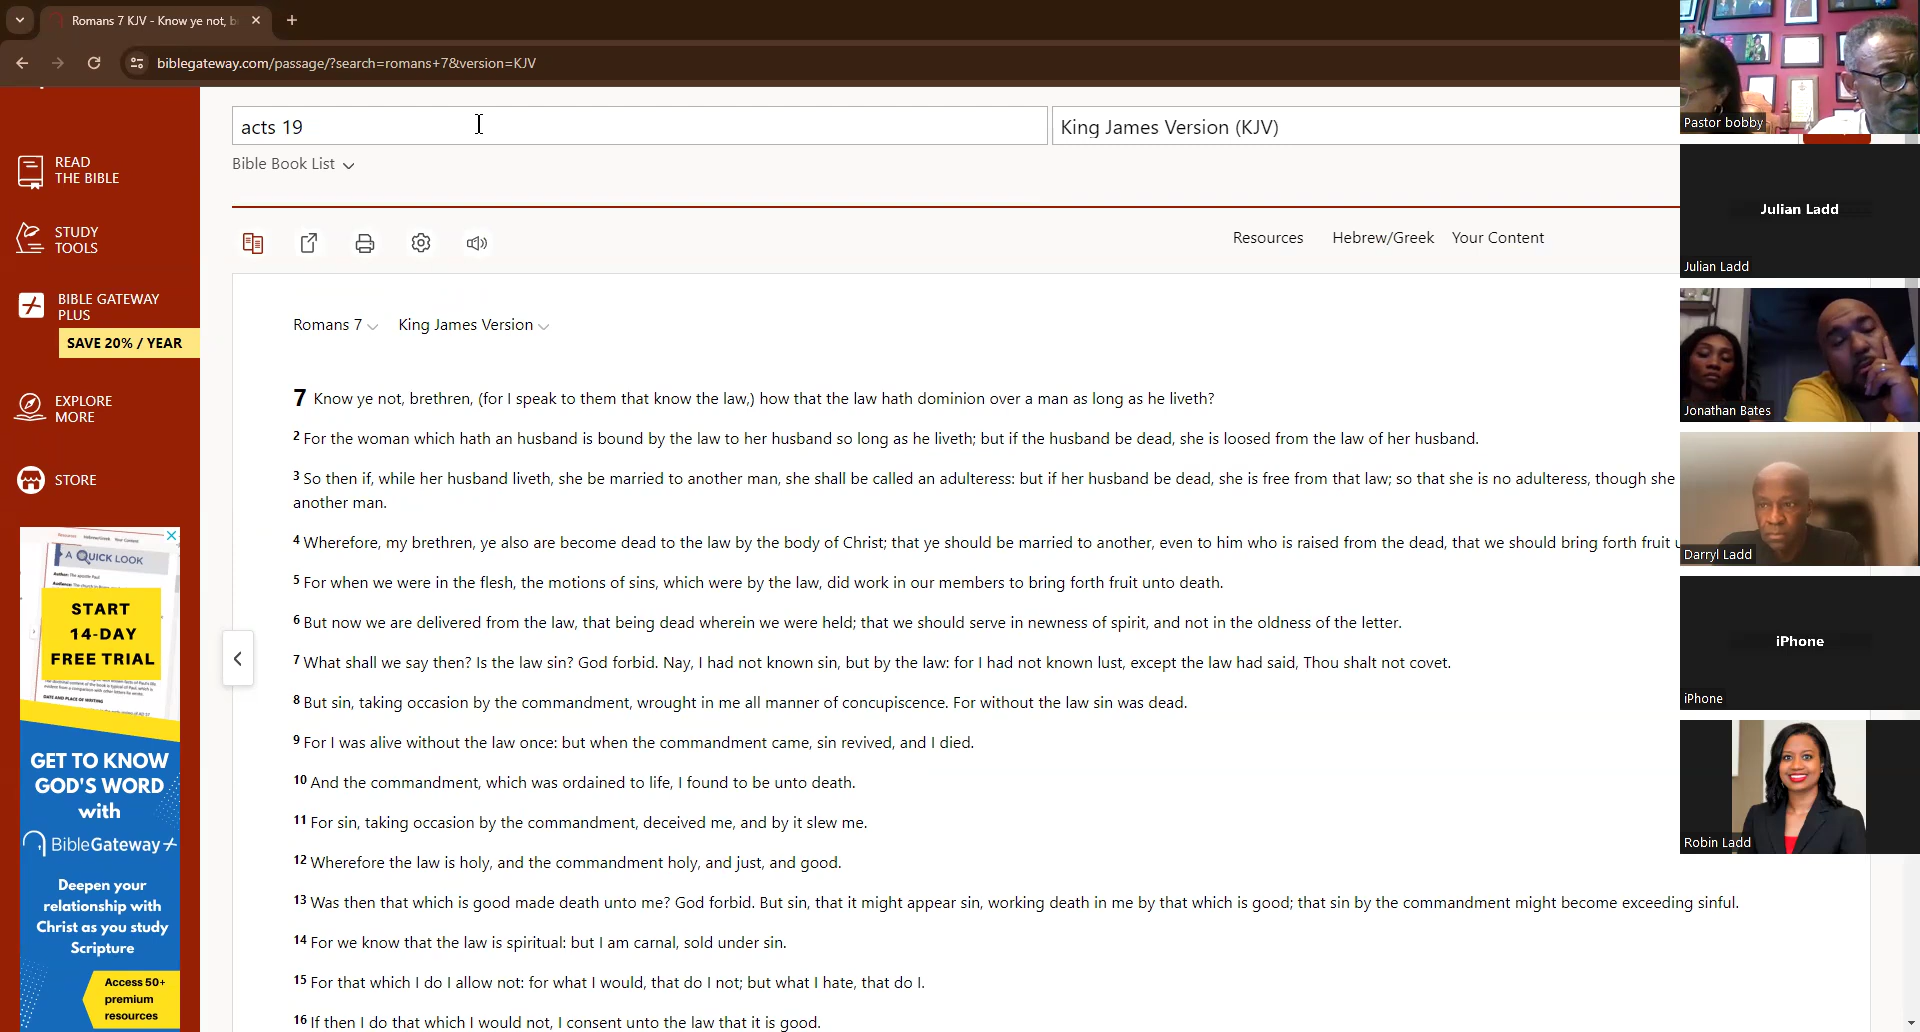 Romans 7 KJV - Know ye not, b
biblegateway.com/passage/?search=romans+7&version=KJV
acts 19
King James Version (KJV)
Bible Book List
READ
THE BIBLE
STUDY
TOOLS
BIBLE GATEWAY
PLUS
SAVE 20% / YEAR
EXPLORE
MORE
STORE
Resources Hebrew/Greek Your Content
Romans 7 King James Version
7 Know ye not, brethren, (for I speak to them that know the law,) how that the law hath dominion over a man as long as he liveth?
2 For the woman which hath an husband is bound by the law to her husband so long as he liveth; but if the husband be dead, she is loosed from the law of her husband.
3 So then if, while her husband liveth, she be married to another man, she shall be called an adulteress: but if her husband be dead, she is free from that law; so that she is no adulteress, though she
another man.
4 Wherefore, my brethren, ye also are become dead to the law by the body of Christ; that ye should be married to another, even to him who is raised from the dead, that we should bring forth fruit u
5 For when we were in the flesh, the motions of sins, which were by the law, did work in our members to bring forth fruit unto death.
6 But now we are delivered from the law, that being dead wherein we were held; that we should serve in newness of spirit, and not in the oldness of the letter.
7 What shall we say then? Is the law sin? God forbid. Nay, I had not known sin, but by the law: for I had not known lust, except the law had said, Thou shalt not covet.
8 But sin, taking occasion by the commandment, wrought in me all manner of concupiscence. For without the law sin was dead.
9 For I was alive without the law once: but when the commandment came, sin revived, and I died.
10 And the commandment, which was ordained to life, I found to be unto death.
11 For sin, taking occasion by the commandment, deceived me, and by it slew me.
12 Wherefore the law is holy, and the commandment holy, and just, and good.
13 Was then that which is good made death unto me? God forbid. But sin, that it might appear sin, working death in me by that which is good; that sin by the commandment might become exceeding sinful.
14 For we know that the law is spiritual: but I am carnal, sold under sin.
15 For that which I do I allow not: for what I would, that do I not; but what I hate, that do I.
16 If then I do that which I would not, I consent unto the law that it is good.
A QUICK LOOK
START
14-DAY
FREE TRIAL
GET TO KNOW
GOD'S WORD
with
BibleGateway+
Deepen your
relationship with
Christ as you study
Scripture
Access 50+
premium
resources
Pastor bobby
Julian Ladd
Julian Ladd
Jonathan Bates
Darryl Ladd
iPhone
iPhone
Robin Ladd